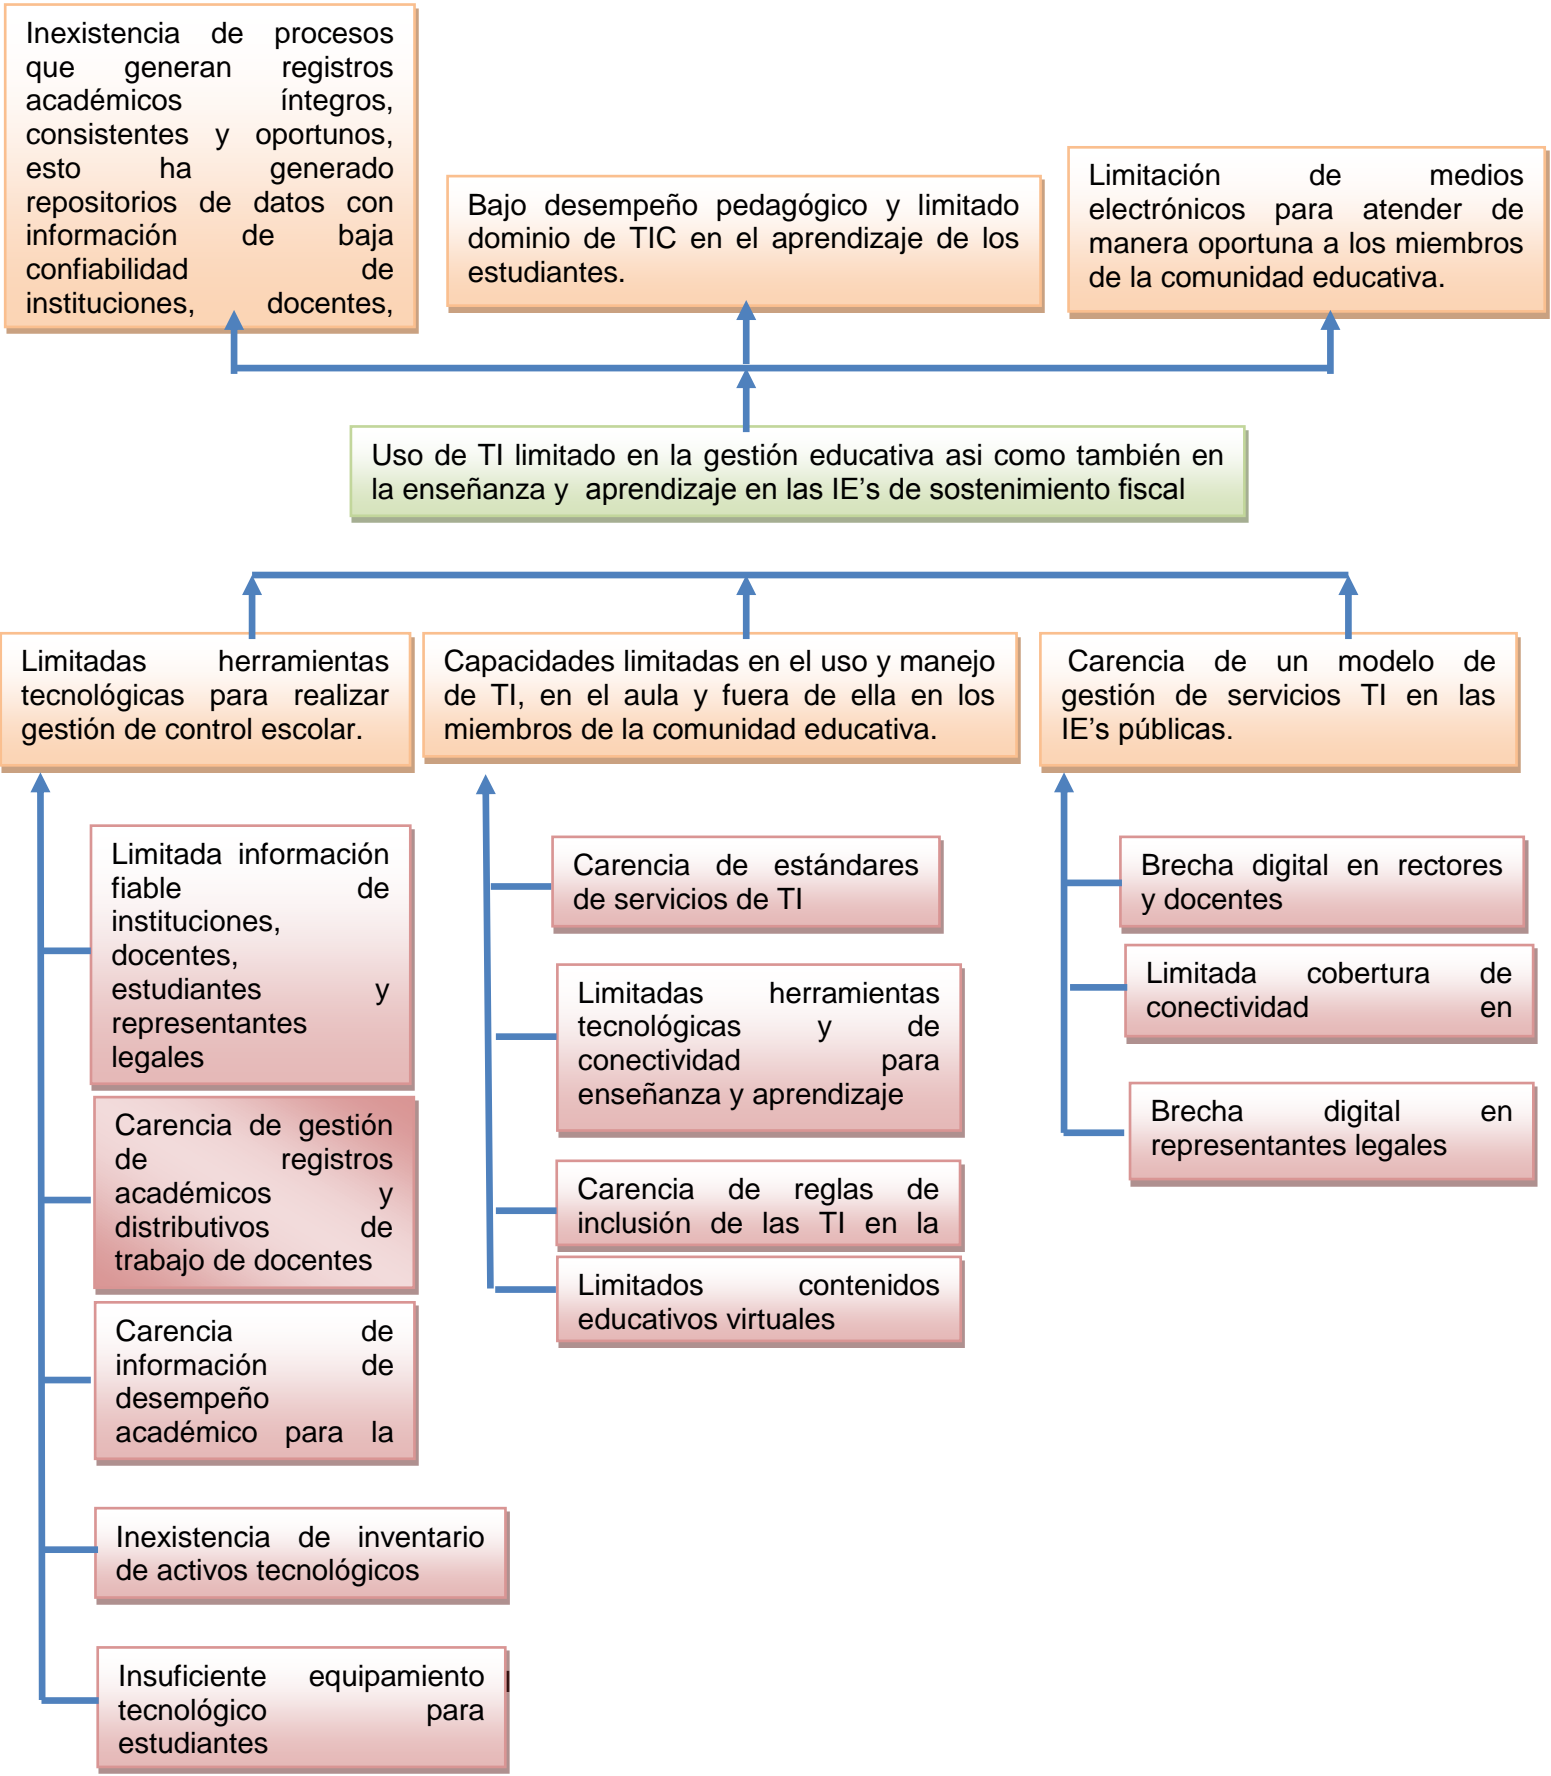 Inexistencia de procesos
que generan registros
académicos íntegros,
consistentes y oportunos,
esto ha generado
repositorios de datos con
información de baja
confiabilidad de
instituciones, docentes,
Bajo desempeño pedagógico y limitado
dominio de TIC en el aprendizaje de los
estudiantes.
Limitación de medios
electrónicos para atender de
manera oportuna a los miembros
de la comunidad educativa.
Uso de TI limitado en la gestión educativa asi como también en
la enseñanza y aprendizaje en las IE’s de sostenimiento fiscal
Limitadas herramientas
tecnológicas para realizar
gestión de control escolar.
Capacidades limitadas en el uso y manejo
de TI, en el aula y fuera de ella en los
miembros de la comunidad educativa.
Carencia de un modelo de
gestión de servicios TI en las
IE’s públicas.
Limitada información
fiable de
instituciones,
docentes,
estudiantes y
representantes
legales
Carencia de gestión
de registros
académicos y
distributivos de
trabajo de docentes
Carencia de
información de
desempeño
académico para la
Inexistencia de inventario
de activos tecnológicos
Insuficiente equipamiento
tecnológico para
estudiantes
Carencia de estándares
de servicios de TI
Limitadas herramientas
tecnológicas y de
conectividad para
enseñanza y aprendizaje
Carencia de reglas de
inclusión de las TI en la
Limitados contenidos
educativos virtuales
Brecha digital en rectores
y docentes
Limitada cobertura de
conectividad en
Brecha digital en
representantes legales